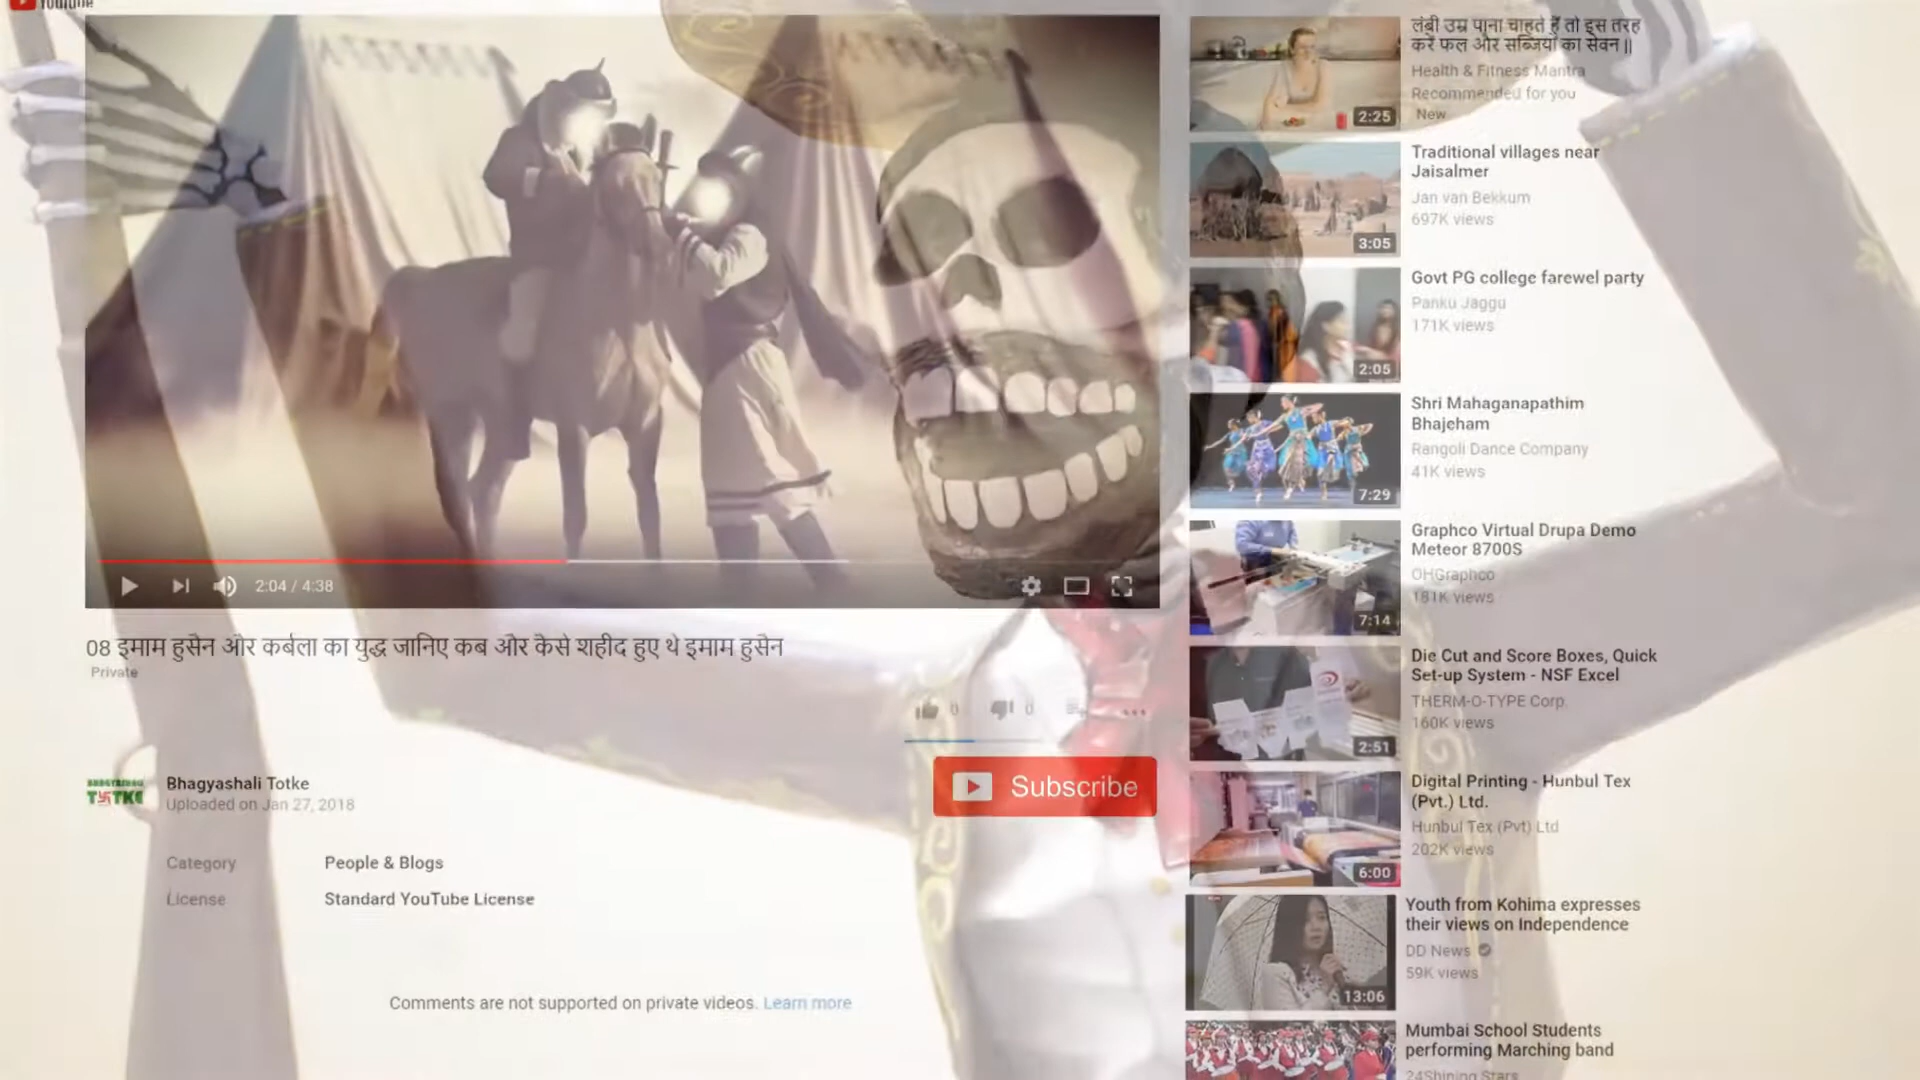 YouTube
2:04 / 4:38
08 इमाम हुसैन और कर्बला का युद्ध जानिए कब और कैसे शहीद हुए थे इमाम हुसैन
Private
0 0
Subscribe
Bhagyashali Totke
Uploaded on Jan 27, 2018
Category People & Blogs
License Standard YouTube License
Comments are not supported on private videos. Learn more
लंबी उम्र पाना चाहते हैं तो इस तरह
करें फल और सब्जियों का सेवन ||
Health & Fitness Mantra
Recommended for you
New
2:25
Traditional villages near
Jaisalmer
Jan van Bekkum
697K views
3:05
Govt PG college farewel party
Panku Jaggu
171K views
2:05
Shri Mahaganapathim
Bhajeham
Rangoli Dance Company
41K views
7:29
Graphco Virtual Drupa Demo
Meteor 8700S
OHGraphco
181K views
7:14
Die Cut and Score Boxes, Quick
Set-up System - NSF Excel
THERM-O-TYPE Corp.
160K views
2:51
Digital Printing - Hunbul Tex
(Pvt.) Ltd.
Hunbul Tex (Pvt) Ltd
202K views
6:00
Youth from Kohima expresses
their views on Independence
DD News
59K views
13:06
Mumbai School Students
performing Marching band
24Shining Stars